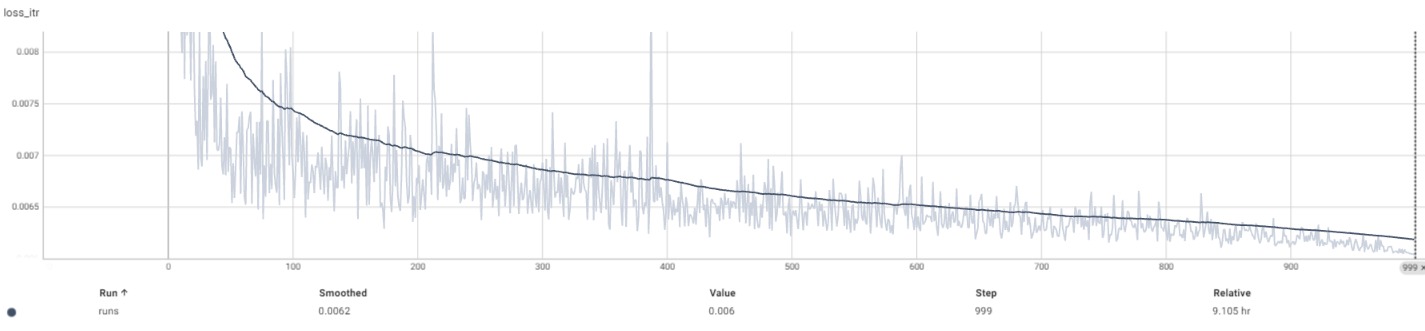 loss_itr
0.008
0.0075
0.007
0.0065
0 100 200 300 400 500 600 700 800 900 999
Run ↑ Smoothed Value Step Relative
runs 0.0062 0.006 999 9.105 hr